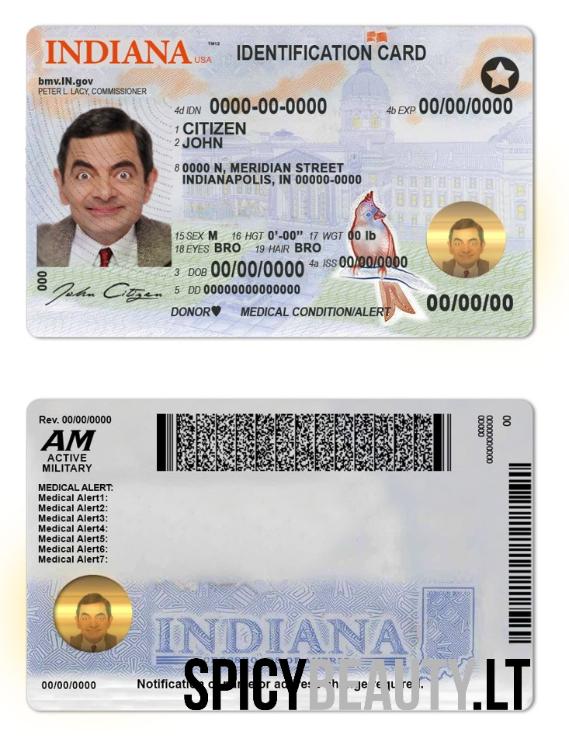 INDIANA USA ™12 IDENTIFICATION CARD
bmv.IN.gov
PETER L. LACY, COMMISSIONER
4d IDN 0000-00-0000 4b EXP 00/00/0000
1 CITIZEN
2 JOHN
8 0000 N, MERIDIAN STREET
INDIANAPOLIS, IN 00000-0000
15 SEX M 16 HGT 0'-00" 17 WGT 00 lb
18 EYES BRO 19 HAIR BRO
3 DOB 00/00/0000 4a ISS 00/00/0000
5 DD 00000000000000
000
John Citizen
DONOR♥ MEDICAL CONDITION/ALERT
00/00/00
Rev. 00/00/0000
AM
ACTIVE
MILITARY
MEDICAL ALERT:
Medical Alert1:
Medical Alert2:
Medical Alert3:
Medical Alert4:
Medical Alert5:
Medical Alert6:
Medical Alert7:
00
INDIANA
00/00/0000 Notification name or address change required.
SPICYBEAUTY.LT